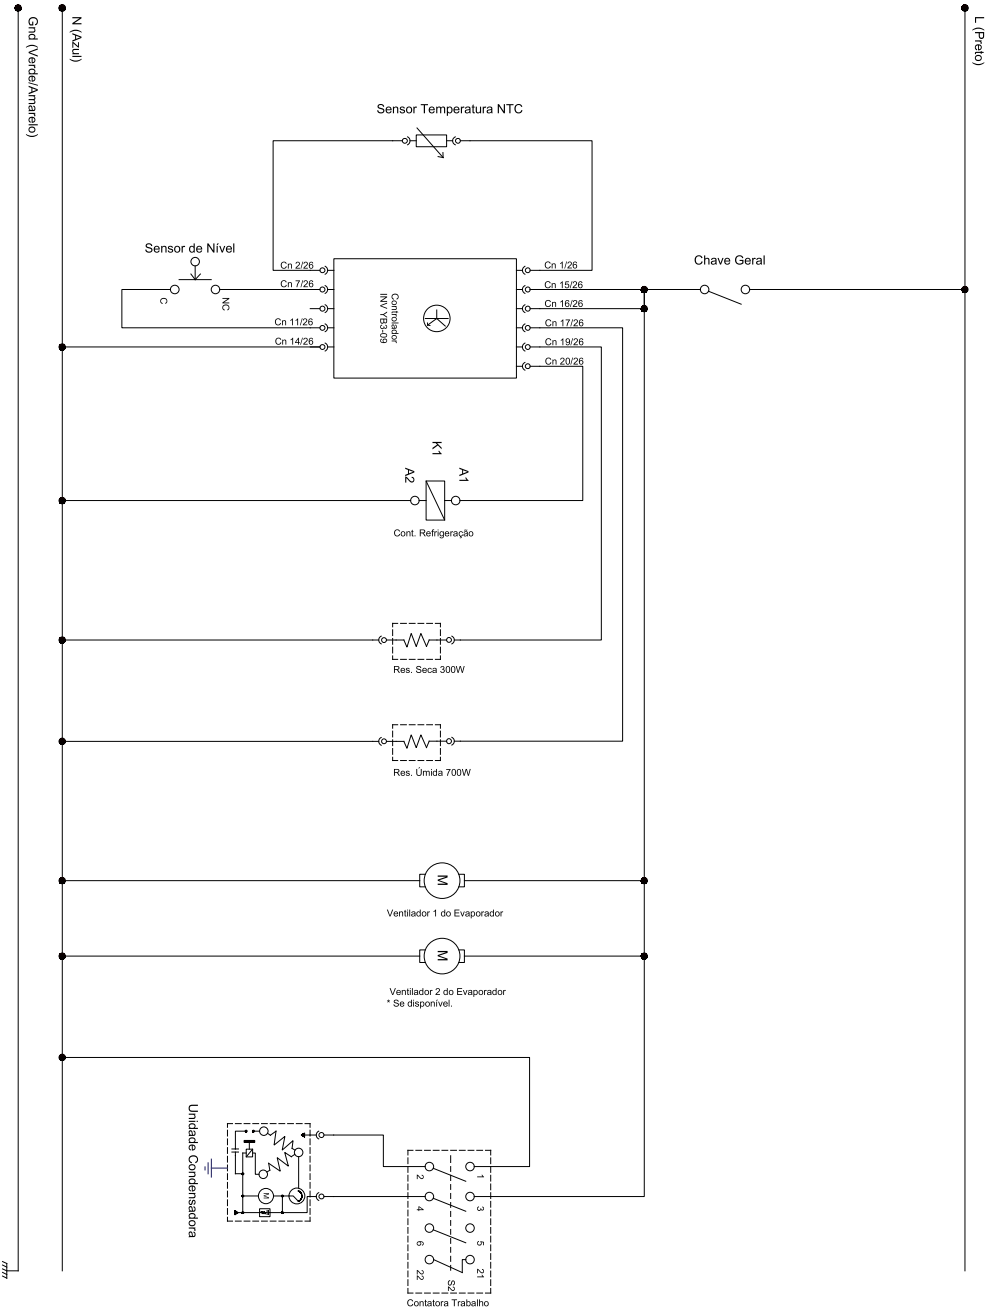 Gnd (Verde/Amarelo)
N (Azul)
L (Preto)
Sensor Temperatura NTC
Sensor de Nível
C
NC
Cn 2/26
Cn 7/26
Cn 11/26
Cn 14/26
Controlador
INV YB3-09
Cn 1/26
Cn 15/26
Cn 16/26
Cn 17/26
Cn 19/26
Cn 20/26
Chave Geral
K1
A2
A1
Cont. Refrigeração
Res. Seca 300W
Res. Úmida 700W
M
Ventilador 1 do Evaporador
M
Ventilador 2 do Evaporador
* Se disponível.
Unidade Condensadora
M
2
1
4
3
6
5
22
21
S2
Contatora Trabalho